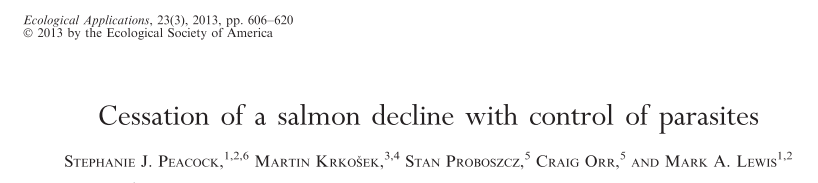 Ecological Applications, 23(3), 2013, pp. 606–620
© 2013 by the Ecological Society of America
Cessation of a salmon decline with control of parasites
STEPHANIE J. PEACOCK,1,2,6 MARTIN KRKOŠEK,3,4 STAN PROBOSZCZ,5 CRAIG ORR,5 AND MARK A. LEWIS1,2